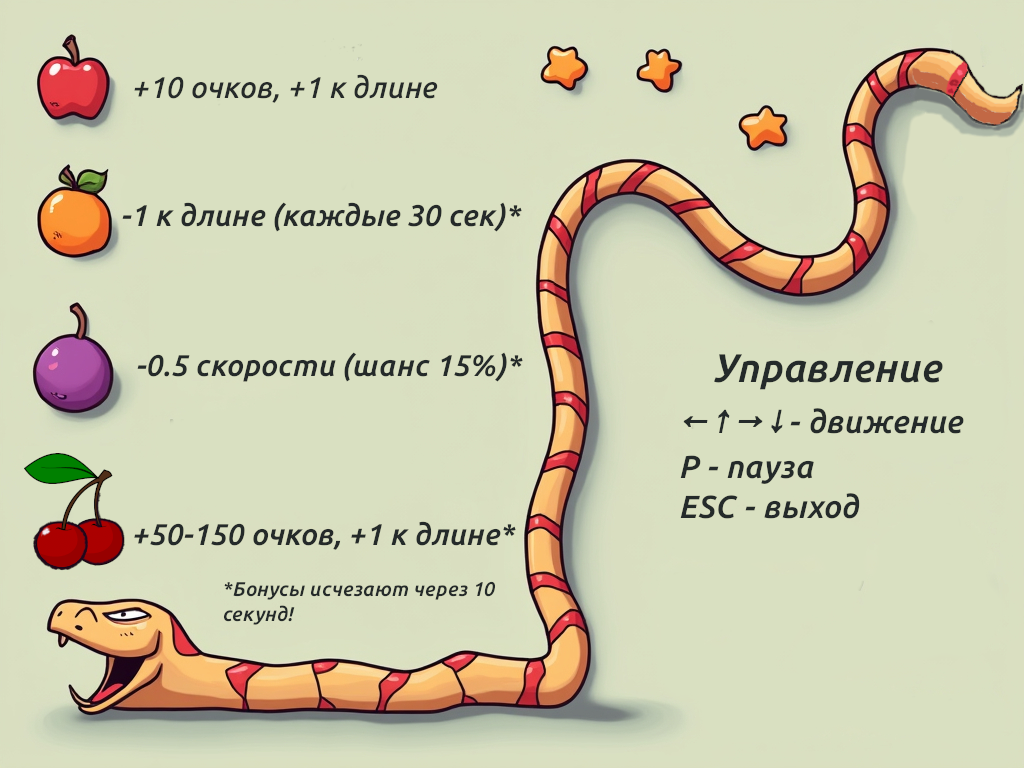 +10 очков, +1 к длине
-1 к длине (каждые 30 сек)*
-0.5 скорости (шанс 15%)*
+50-150 очков, +1 к длине*
*Бонусы исчезают через 10
секунд!
Управление
←↑→↓- движение
P - пауза
ESC - выход